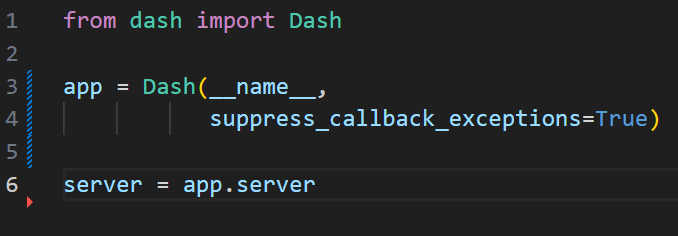 1 from dash import Dash
2
3 app = Dash(__name__,
4 suppress_callback_exceptions=True)
5
6 server = app.server